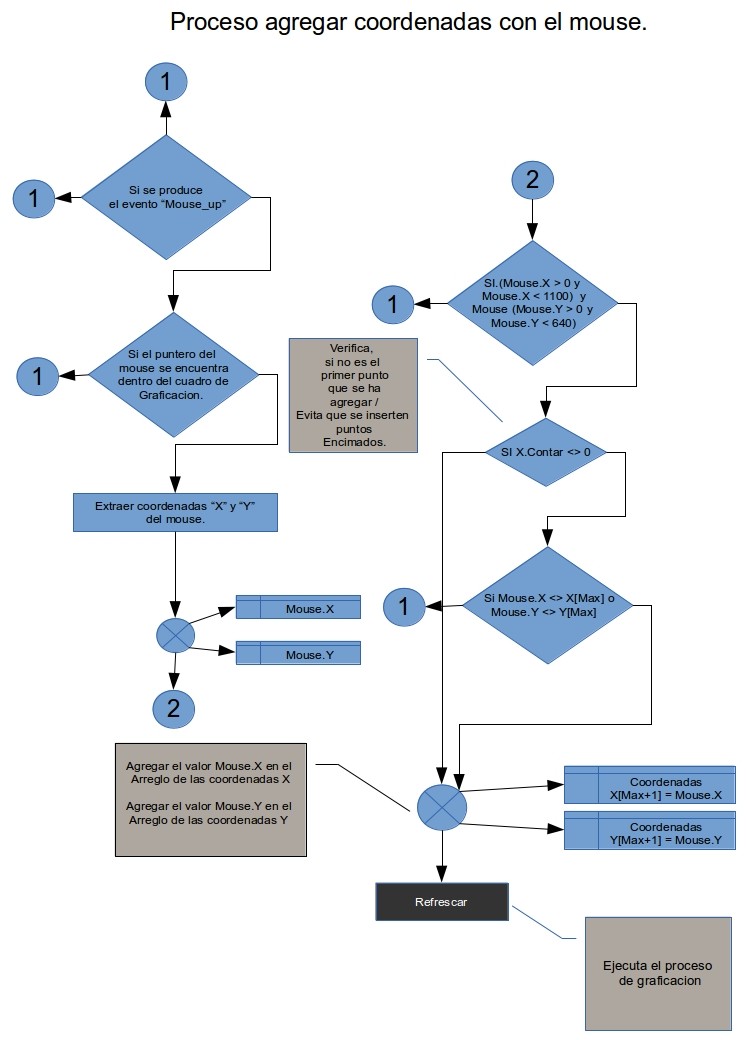 Proceso agregar coordenadas con el mouse.
1
Si se produce
el evento “Mouse_up”
1
Si el puntero del
mouse se encuentra
dentro del cuadro de
Graficacion.
1
Extraer coordenadas “X” y “Y”
del mouse.
Mouse.X
Mouse.Y
2
2
SI.(Mouse.X > 0 y
Mouse.X < 1100) y
Mouse (Mouse.Y > 0 y
Mouse.Y < 640)
1
Verifica,
si no es el
primer punto
que se ha
agregar /
Evita que se inserten
puntos
Encimados.
SI X.Contar <> 0
Si Mouse.X <> X[Max] o
Mouse.Y <> Y[Max]
1
Agregar el valor Mouse.X en el
Arreglo de las coordenadas X
Agregar el valor Mouse.Y en el
Arreglo de las coordenadas Y
Coordenadas
X[Max+1] = Mouse.X
Coordenadas
Y[Max+1] = Mouse.Y
Refrescar
Ejecuta el proceso
de graficacion